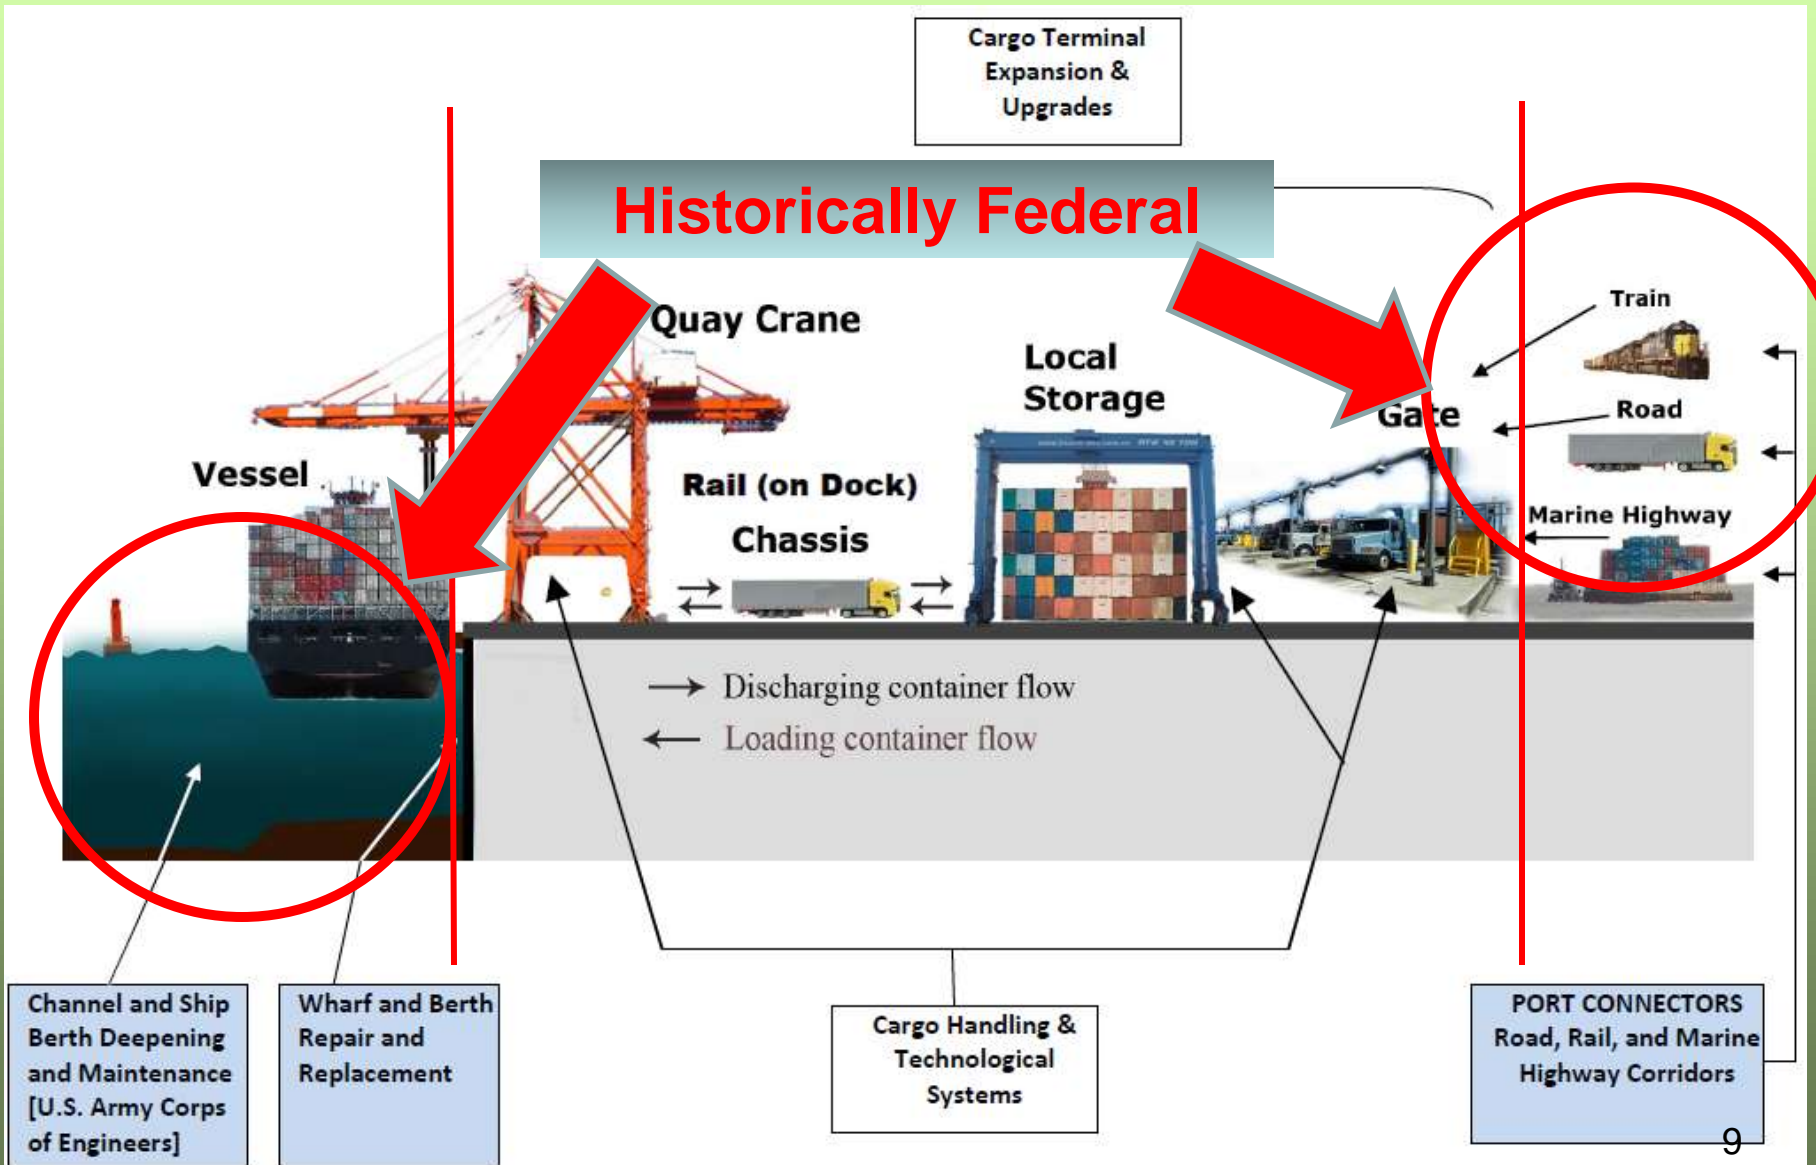 Cargo Terminal
Expansion &
Upgrades
Historically Federal
Quay Crane
Train
Local
Storage
Road
Gate
Vessel
Rail (on Dock)
Chassis
Marine Highway
Discharging container flow
Loading container flow
Channel and Ship
Berth Deepening
and Maintenance
[U.S. Army Corps
of Engineers]
Wharf and Berth
Repair and
Replacement
Cargo Handling &
Technological
Systems
PORT CONNECTORS
Road, Rail, and Marine
Highway Corridors
9